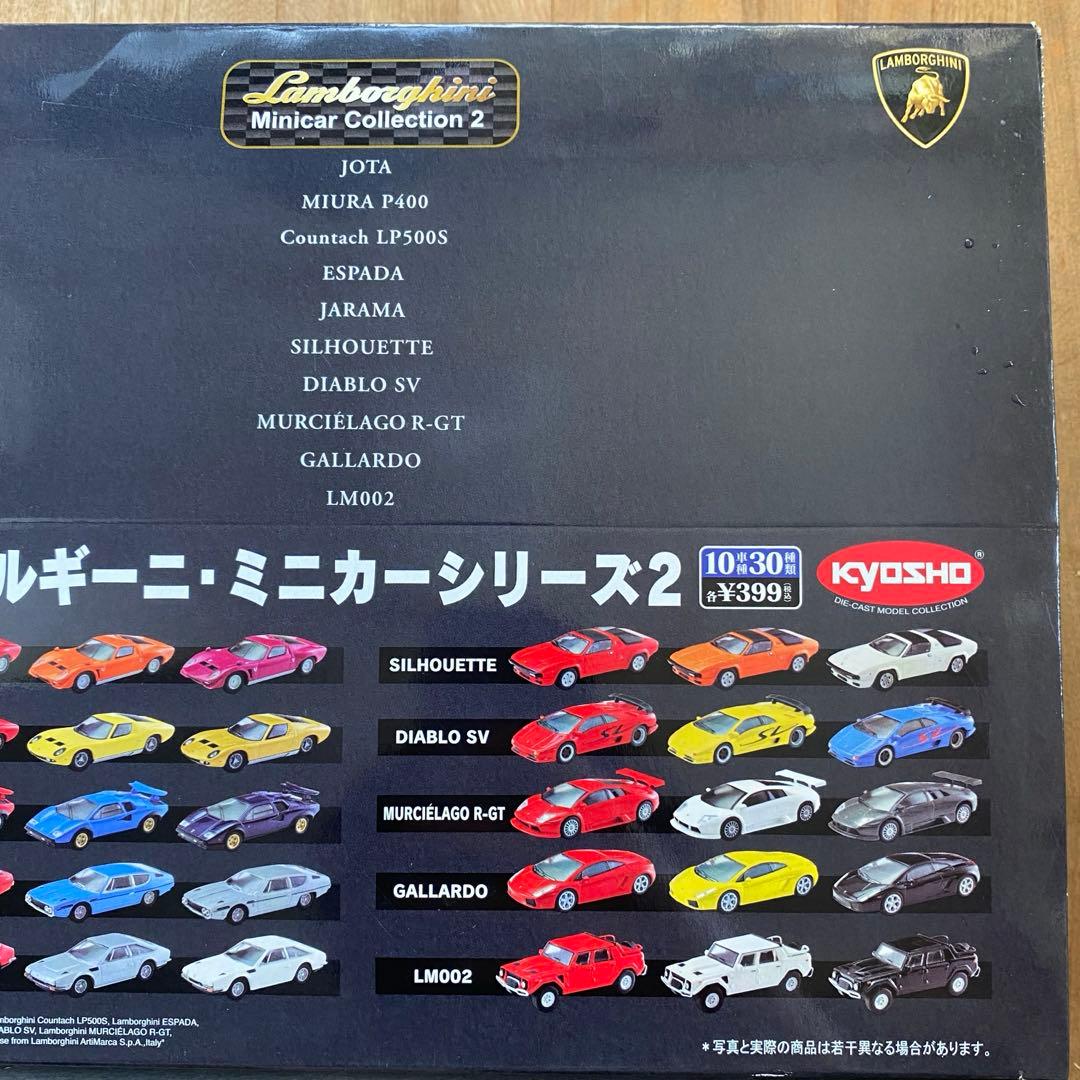 Lamborghini
Minicar Collection 2
LAMBORGHINI
JOTA
MIURA P400
Countach LP500S
ESPADA
JARAMA
SILHOUETTE
DIABLO SV
MURCIÉLAGO R-GT
GALLARDO
LM002
ルギーニ・ミニカーシリーズ2
10車種30種類
各¥399(税込)
KYOSHO®
DIE-CAST MODEL COLLECTION
SILHOUETTE
DIABLO SV
MURCIÉLAGO R-GT
GALLARDO
LM002
mborghini Countach LP500S, Lamborghini ESPADA,
ABLO SV, Lamborghini MURCIÉLAGO R-GT,
se from Lamborghini ArtiMarca S.p.A.,Italy"
*写真と実際の商品は若干異なる場合があります。